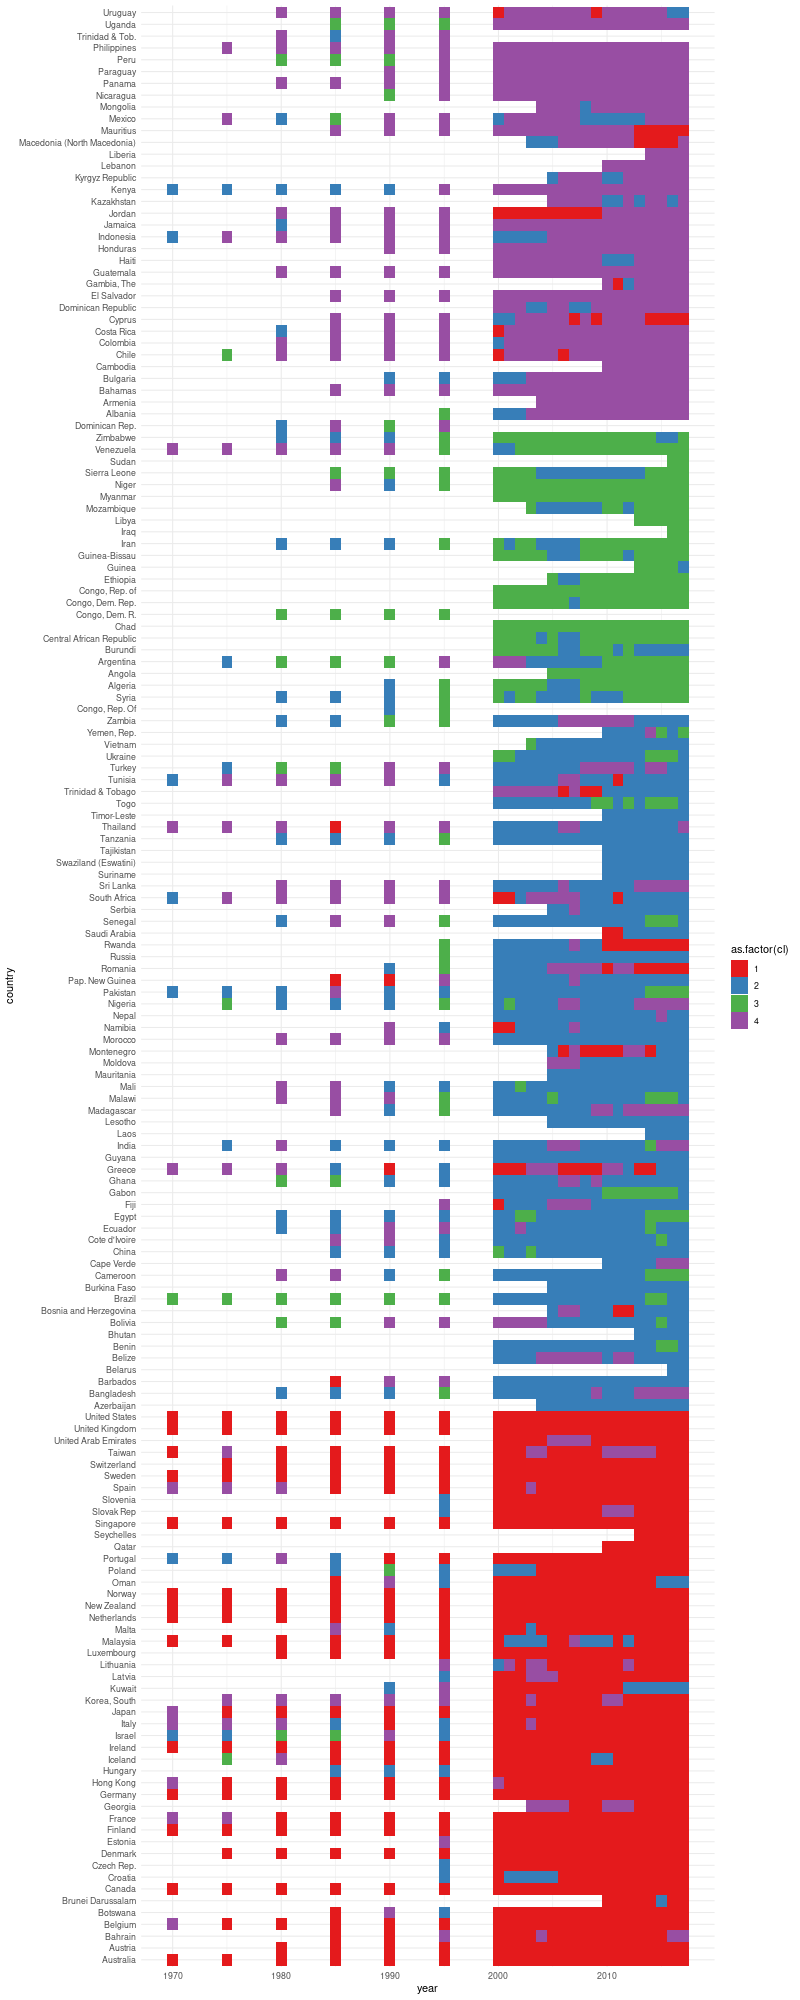 Uruguay
Uganda
Trinidad & Tob.
Philippines
Peru
Paraguay
Panama
Nicaragua
Mongolia
Mexico
Mauritius
Macedonia (North Macedonia)
Liberia
Lebanon
Kyrgyz Republic
Kenya
Kazakhstan
Jordan
Jamaica
Indonesia
Honduras
Haiti
Guatemala
Gambia, The
El Salvador
Dominican Republic
Cyprus
Costa Rica
Colombia
Chile
Cambodia
Bulgaria
Bahamas
Armenia
Albania
Dominican Rep.
Zimbabwe
Venezuela
Sudan
Sierra Leone
Niger
Myanmar
Mozambique
Libya
Iraq
Iran
Guinea-Bissau
Guinea
Ethiopia
Congo, Rep. of
Congo, Dem. Rep.
Congo, Dem. R.
Chad
Central African Republic
Burundi
Argentina
Angola
Algeria
Syria
Congo, Rep. Of
Zambia
Yemen, Rep.
Vietnam
Ukraine
Turkey
Tunisia
Trinidad & Tobago
Togo
Timor-Leste
Thailand
Tanzania
Tajikistan
Swaziland (Eswatini)
Suriname
Sri Lanka
South Africa
Serbia
Senegal
Saudi Arabia
Rwanda
Russia
Romania
Pap. New Guinea
Pakistan
Nigeria
Nepal
Namibia
Morocco
Montenegro
Moldova
Mauritania
Mali
Malawi
Madagascar
Lesotho
Laos
India
Guyana
Greece
Ghana
Gabon
Fiji
Egypt
Ecuador
Cote d'Ivoire
China
Cape Verde
Cameroon
Burkina Faso
Brazil
Bosnia and Herzegovina
Bolivia
Bhutan
Benin
Belize
Belarus
Barbados
Bangladesh
Azerbaijan
United States
United Kingdom
United Arab Emirates
Taiwan
Switzerland
Sweden
Spain
Slovenia
Slovak Rep
Singapore
Seychelles
Qatar
Portugal
Poland
Oman
Norway
New Zealand
Netherlands
Malta
Malaysia
Luxembourg
Lithuania
Latvia
Kuwait
Korea, South
Japan
Italy
Israel
Ireland
Iceland
Hungary
Hong Kong
Germany
Georgia
France
Finland
Estonia
Denmark
Czech Rep.
Croatia
Canada
Brunei Darussalam
Botswana
Belgium
Bahrain
Austria
Australia
1970 1980 1990 2000 2010
year
country
as.factor(cl)
1
2
3
4